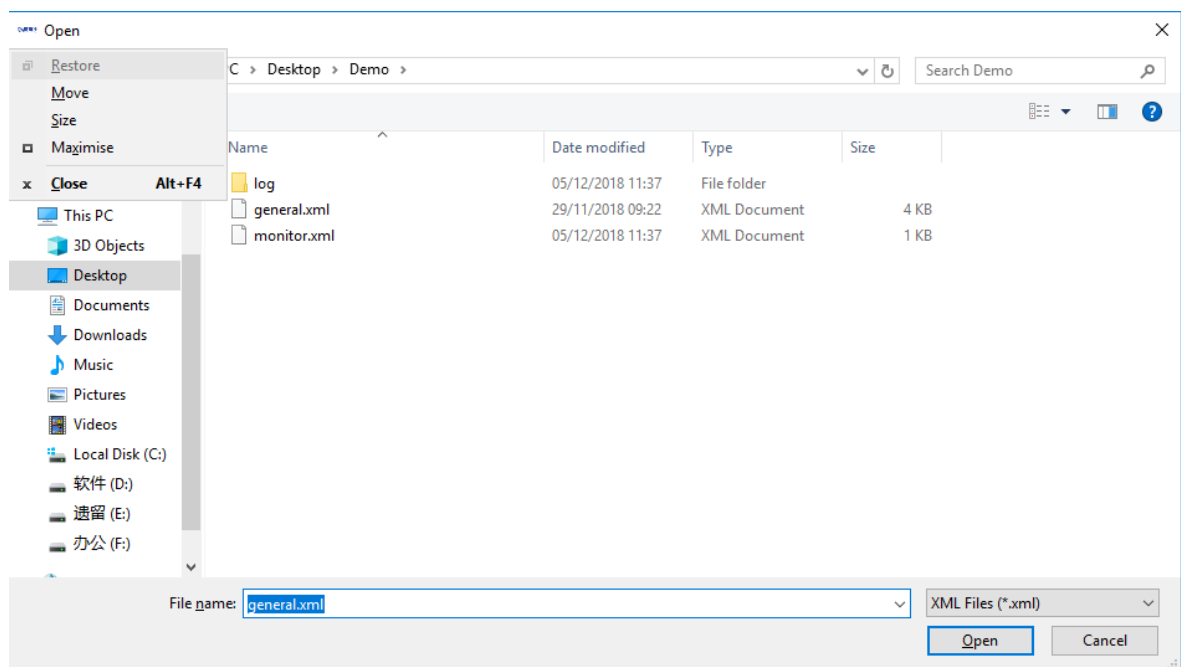 Open
Restore
Move
Size
Maximise
Close Alt+F4
C > Desktop > Demo >
Search Demo
Name Date modified Type Size
log 05/12/2018 11:37 File folder
general.xml 29/11/2018 09:22 XML Document 4 KB
monitor.xml 05/12/2018 11:37 XML Document 1 KB
This PC
3D Objects
Desktop
Documents
Downloads
Music
Pictures
Videos
Local Disk (C:)
软件 (D:)
遗留 (E:)
办公 (F:)
File name: general.xml XML Files (*.xml)
Open Cancel